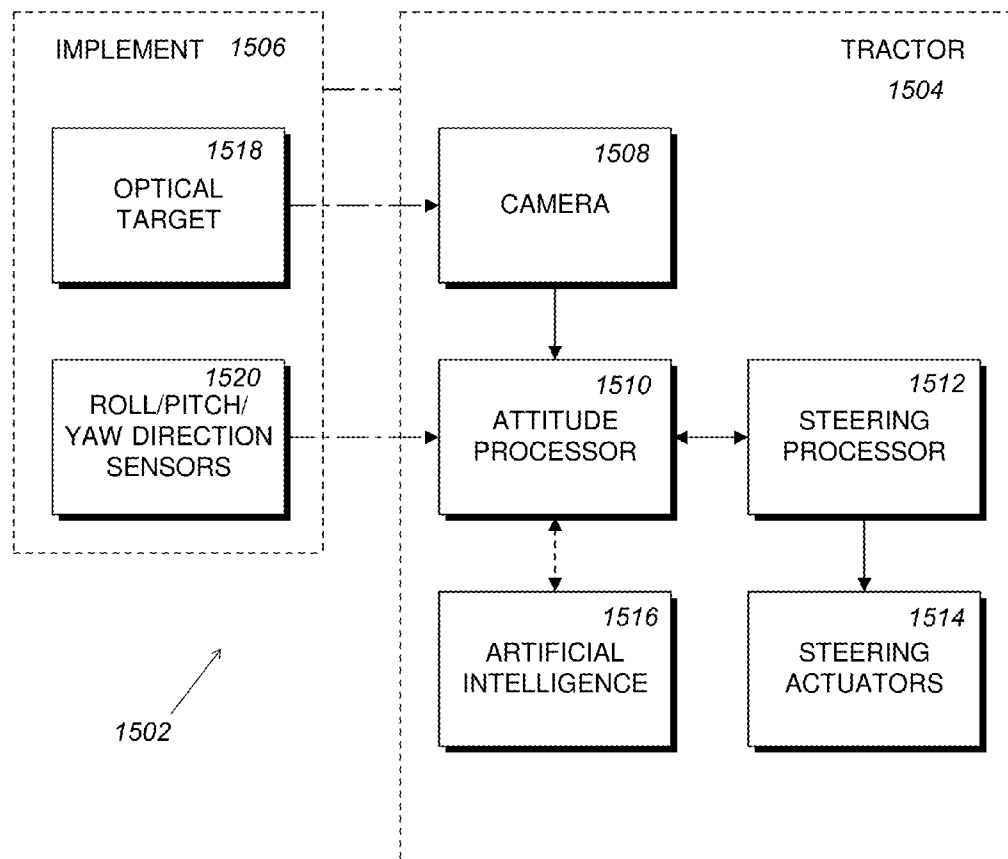 IMPLEMENT 1506
TRACTOR
1504
1518
OPTICAL
TARGET
1508
CAMERA
1520
ROLL/PITCH/
YAW DIRECTION
SENSORS
1510
ATTITUDE
PROCESSOR
1512
STEERING
PROCESSOR
1516
ARTIFICIAL
INTELLIGENCE
1514
STEERING
ACTUATORS
1502